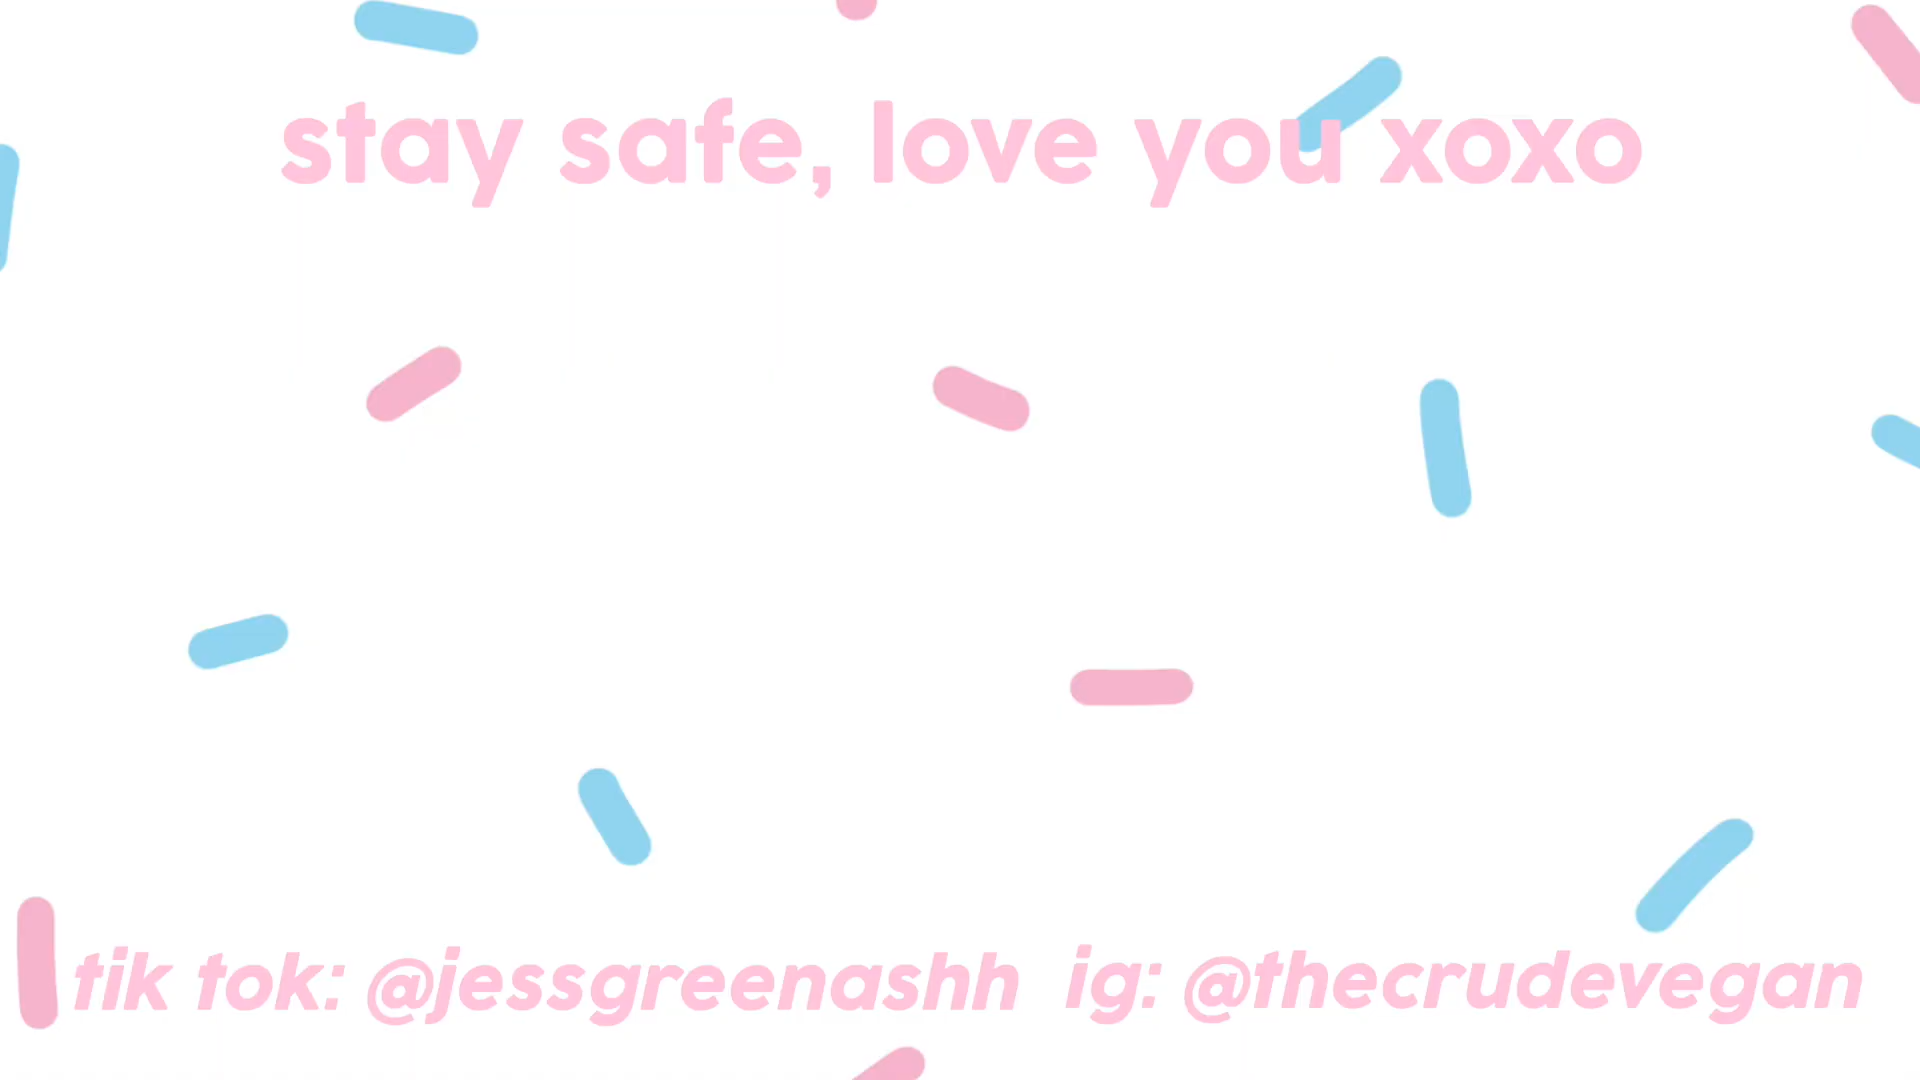 stay safe, love you xoxo
tik tok: @jessgreenashh ig: @thecrudevegan